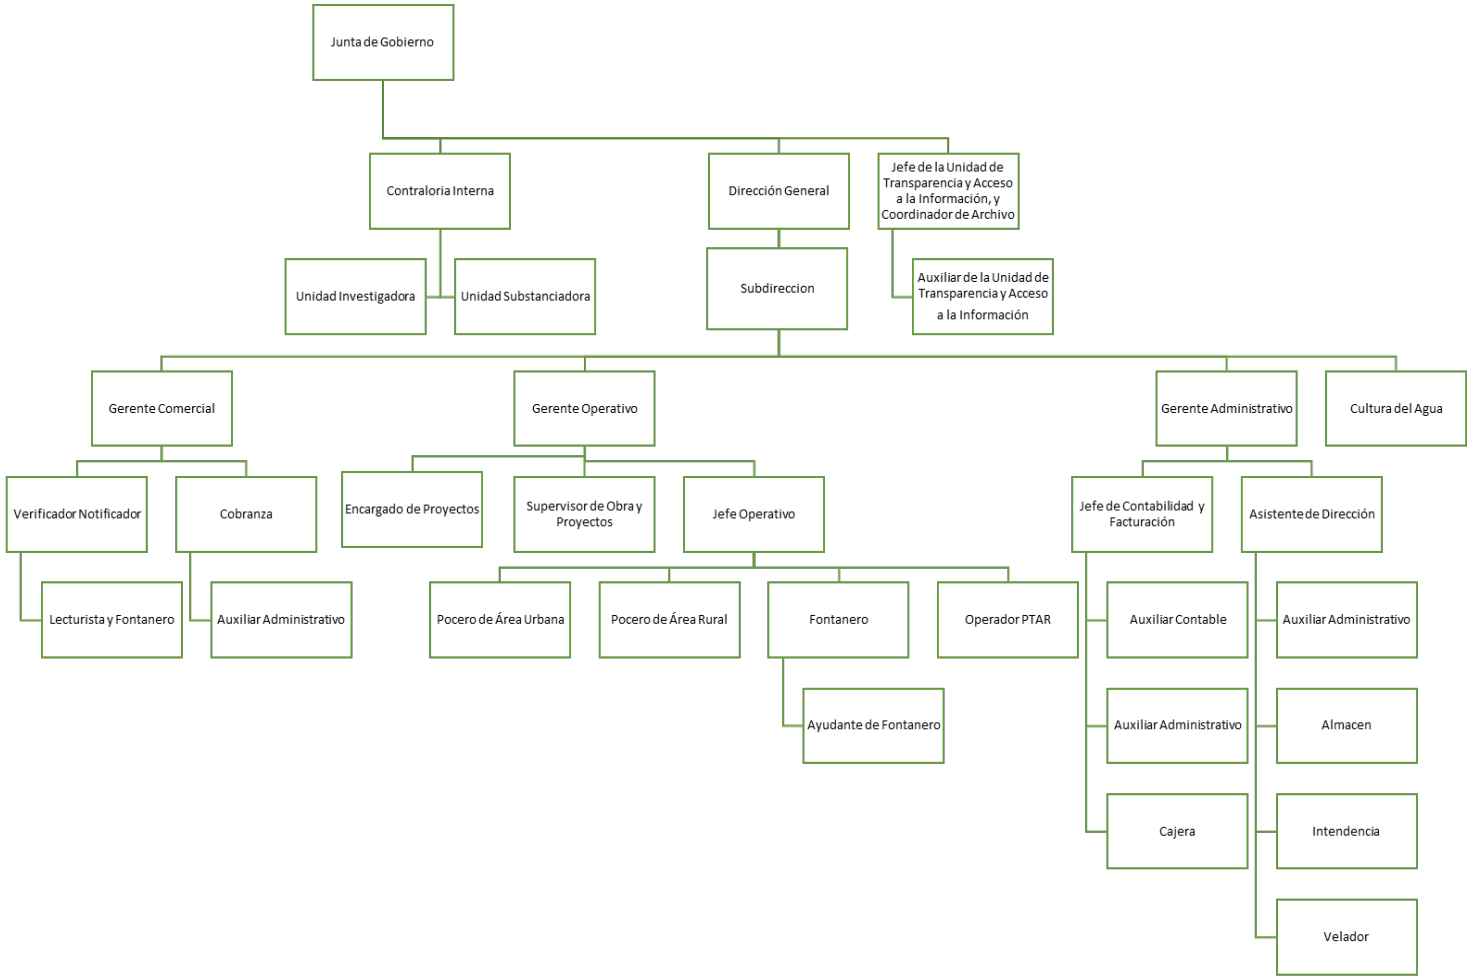 Junta de Gobierno
Contraloria Interna
Dirección General
Jefe de la Unidad de
Transparencia y Acceso
a la Información, y
Coordinador de Archivo
Unidad Investigadora
Unidad Substanciadora
Subdireccion
Auxiliar de la Unidad de
Transparencia y Acceso
a la Información
Gerente Comercial
Gerente Operativo
Gerente Administrativo
Cultura del Agua
Verificador Notificador
Cobranza
Encargado de Proyectos
Supervisor de Obra y
Proyectos
Jefe Operativo
Jefe de Contabilidad y
Facturación
Asistente de Dirección
Lecturista y Fontanero
Auxiliar Administrativo
Pocero de Área Urbana
Pocero de Área Rural
Fontanero
Operador PTAR
Auxiliar Contable
Auxiliar Administrativo
Ayudante de Fontanero
Auxiliar Administrativo
Almacen
Cajera
Intendencia
Velador